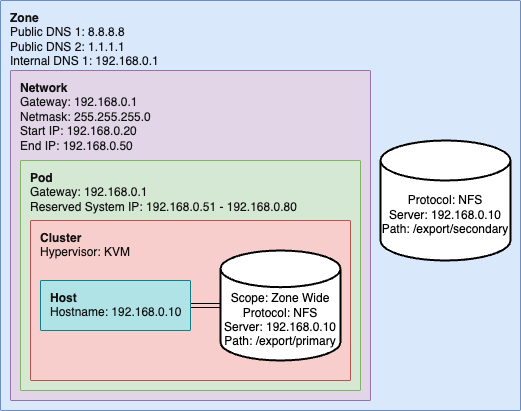 Zone
Public DNS 1: 8.8.8.8
Public DNS 2: 1.1.1.1
Internal DNS 1: 192.168.0.1
Network
Gateway: 192.168.0.1
Netmask: 255.255.255.0
Start IP: 192.168.0.20
End IP: 192.168.0.50
Pod
Gateway: 192.168.0.1
Reserved System IP: 192.168.0.51 - 192.168.0.80
Cluster
Hypervisor: KVM
Host
Hostname: 192.168.0.10
Scope: Zone Wide
Protocol: NFS
Server: 192.168.0.10
Path: /export/primary
Protocol: NFS
Server: 192.168.0.10
Path: /export/secondary